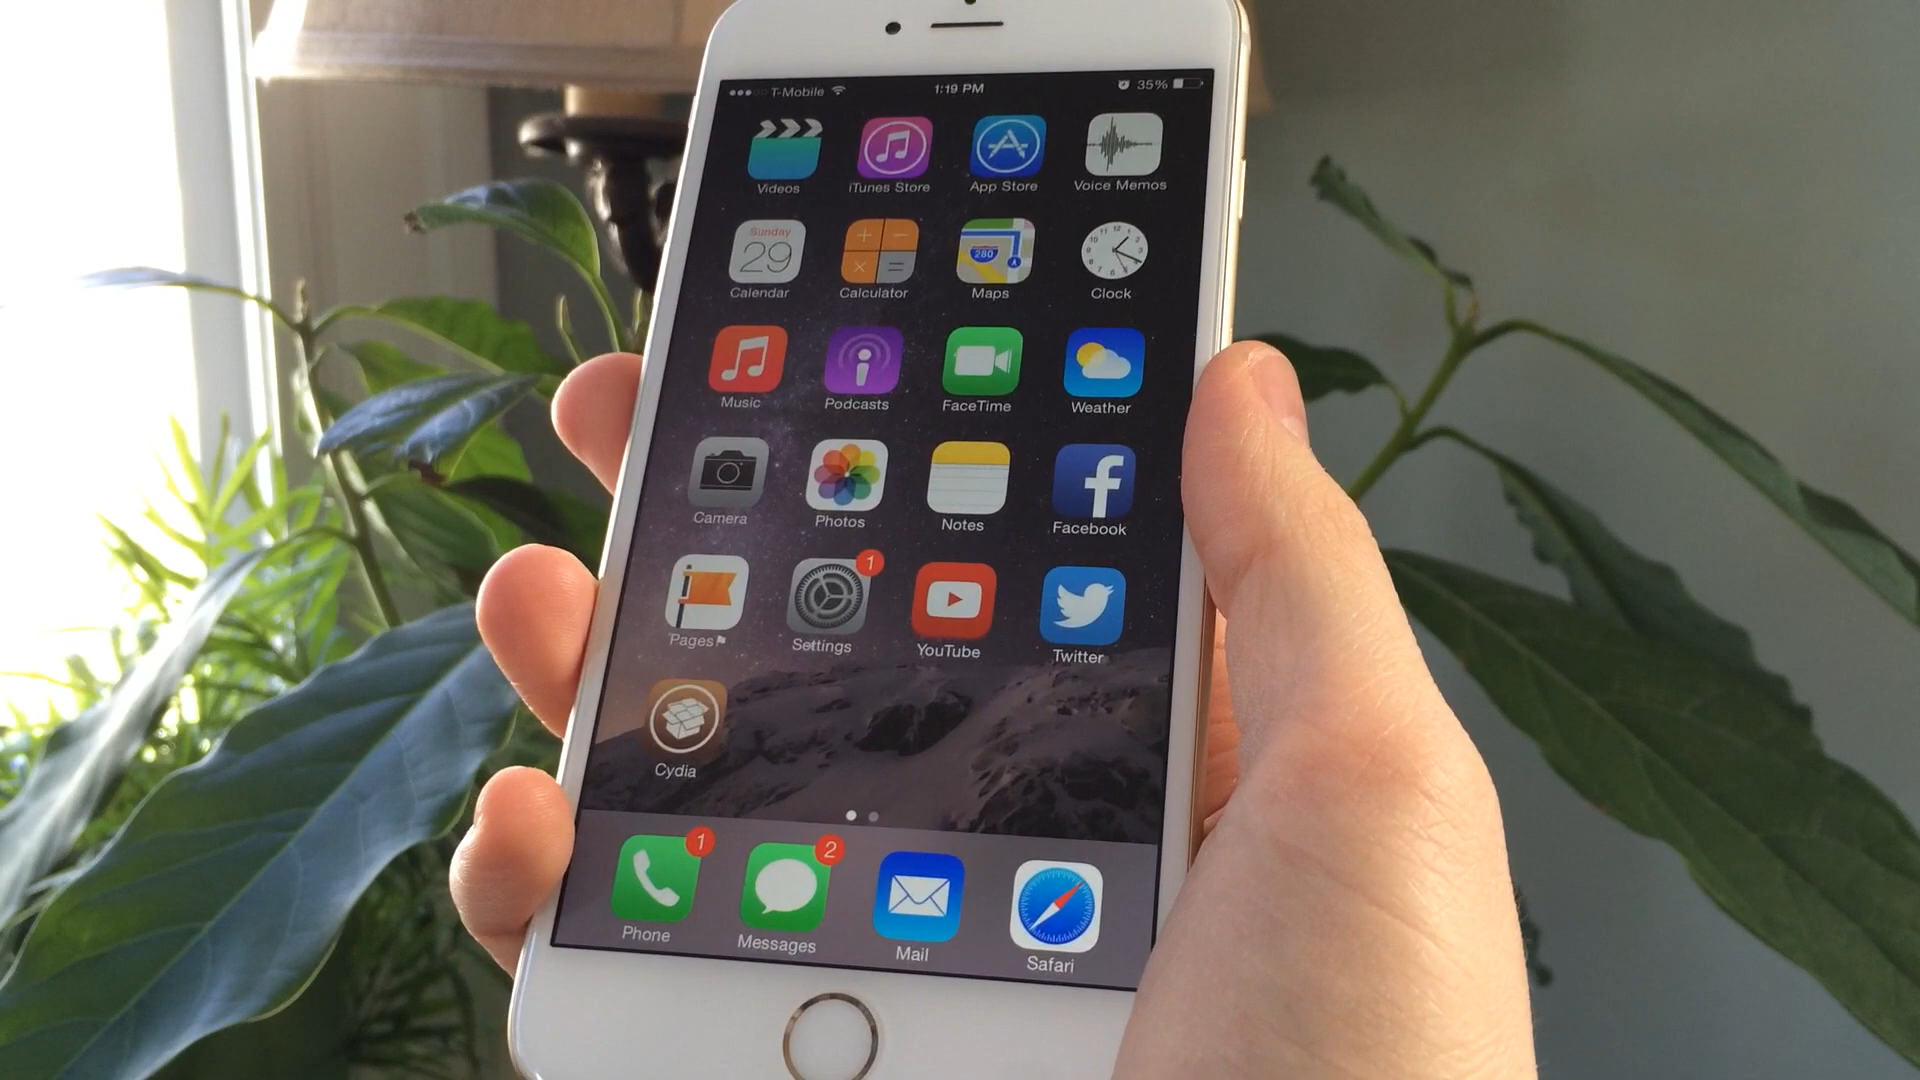 T-Mobile 1:19 PM 35%
Videos iTunes Store App Store Voice Memos
Sunday
29
280
Calendar Calculator Maps Clock
Music Podcasts FaceTime Weather
Camera Photos Notes Facebook
1
Pages Settings YouTube Twitter
Cydia
1 2
Phone Messages Mail Safari